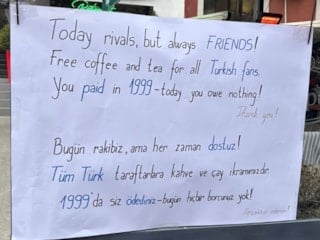 Today rivals, but always FRIENDS!
Free coffee and tea for all Turkish fans.
You paid in 1999-today you owe nothing!
Thank you!
Bugün rakibiz, ama her zaman dostuz!
Tüm Türk taraftarlara kahve ve çay ikramımızdır.
1999'da siz ödediniz-bugün hiçbir borcunuz yok!